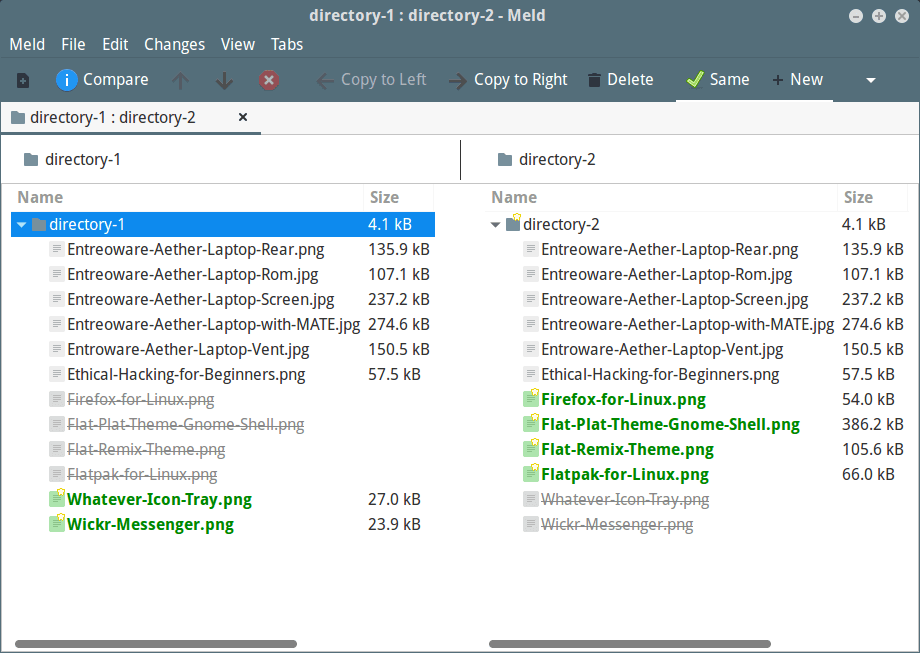 directory-1 : directory-2 - Meld
Meld File Edit Changes View Tabs
Compare Copy to Left Copy to Right Delete Same + New
directory-1 : directory-2 ×
directory-1 directory-2
Name Size Name Size
directory-1 4.1 kB directory-2 4.1 kB
Entreoware-Aether-Laptop-Rear.png 135.9 kB Entreoware-Aether-Laptop-Rear.png 135.9 kB
Entreoware-Aether-Laptop-Rom.jpg 107.1 kB Entreoware-Aether-Laptop-Rom.jpg 107.1 kB
Entreoware-Aether-Laptop-Screen.jpg 237.2 kB Entreoware-Aether-Laptop-Screen.jpg 237.2 kB
Entreoware-Aether-Laptop-with-MATE.jpg 274.6 kB Entreoware-Aether-Laptop-with-MATE.jpg 274.6 kB
Entroware-Aether-Laptop-Vent.jpg 150.5 kB Entroware-Aether-Laptop-Vent.jpg 150.5 kB
Ethical-Hacking-for-Beginners.png 57.5 kB Ethical-Hacking-for-Beginners.png 57.5 kB
Firefox-for-Linux.png Firefox-for-Linux.png 54.0 kB
Flat-Plat-Theme-Gnome-Shell.png Flat-Plat-Theme-Gnome-Shell.png 386.2 kB
Flat-Remix-Theme.png Flat-Remix-Theme.png 105.6 kB
Flatpak-for-Linux.png Flatpak-for-Linux.png 66.0 kB
Whatever-Icon-Tray.png 27.0 kB Whatever-Icon-Tray.png
Wickr-Messenger.png 23.9 kB Wickr-Messenger.png